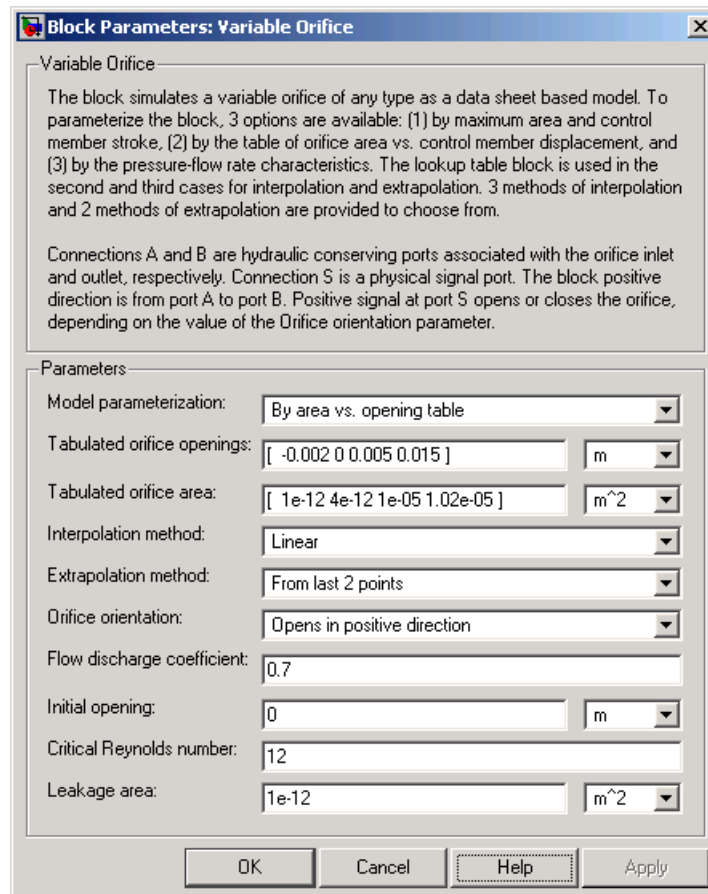 Block Parameters: Variable Orifice
Variable Orifice
The block simulates a variable orifice of any type as a data sheet based model. To
parameterize the block, 3 options are available: (1) by maximum area and control
member stroke, (2) by the table of orifice area vs. control member displacement, and
(3) by the pressure-flow rate characteristics. The lookup table block is used in the
second and third cases for interpolation and extrapolation. 3 methods of interpolation
and 2 methods of extrapolation are provided to choose from.
Connections A and B are hydraulic conserving ports associated with the orifice inlet
and outlet, respectively. Connection S is a physical signal port. The block positive
direction is from port A to port B. Positive signal at port S opens or closes the orifice,
depending on the value of the Orifice orientation parameter.
Parameters
Model parameterization: By area vs. opening table
Tabulated orifice openings: [ -0.002 0 0.005 0.015 ] m
Tabulated orifice area: [ 1e-12 4e-12 1e-05 1.02e-05 ] m^2
Interpolation method: Linear
Extrapolation method: From last 2 points
Orifice orientation: Opens in positive direction
Flow discharge coefficient: 0.7
Initial opening: 0 m
Critical Reynolds number: 12
Leakage area: 1e-12 m^2
OK Cancel Help Apply